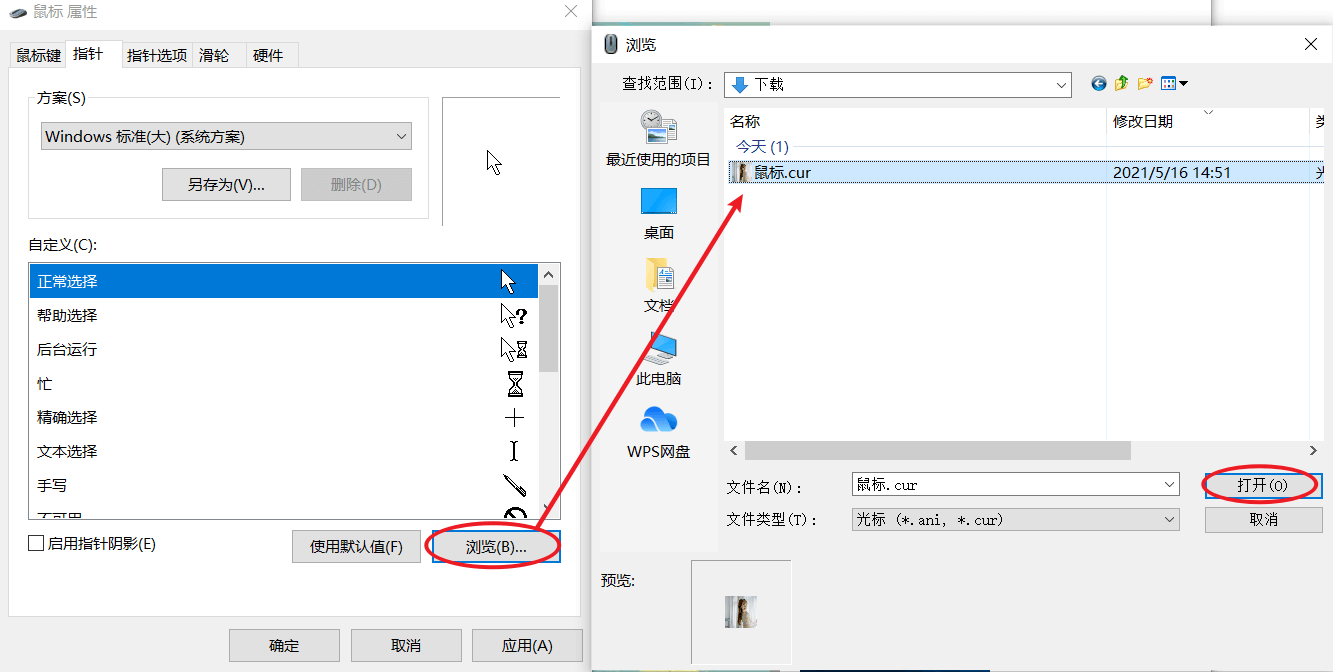 鼠标 属性
鼠标键 指针 指针选项 滑轮 硬件
方案(S)
Windows 标准(大) (系统方案)
另存为(V)... 删除(D)
自定义(C):
正常选择
帮助选择
后台运行
忙
精确选择
文本选择
手写
不可用
启用指针阴影(E) 使用默认值(F) 浏览(B)...
确定 取消 应用(A)
浏览
查找范围(I): 下载
最近使用的项目
桌面
文档
此电脑
WPS网盘
名称 修改日期
今天 (1)
鼠标.cur 2021/5/16 14:51
文件名(N): 鼠标.cur 打开(O)
文件类型(T): 光标 (*.ani, *.cur) 取消
预览: